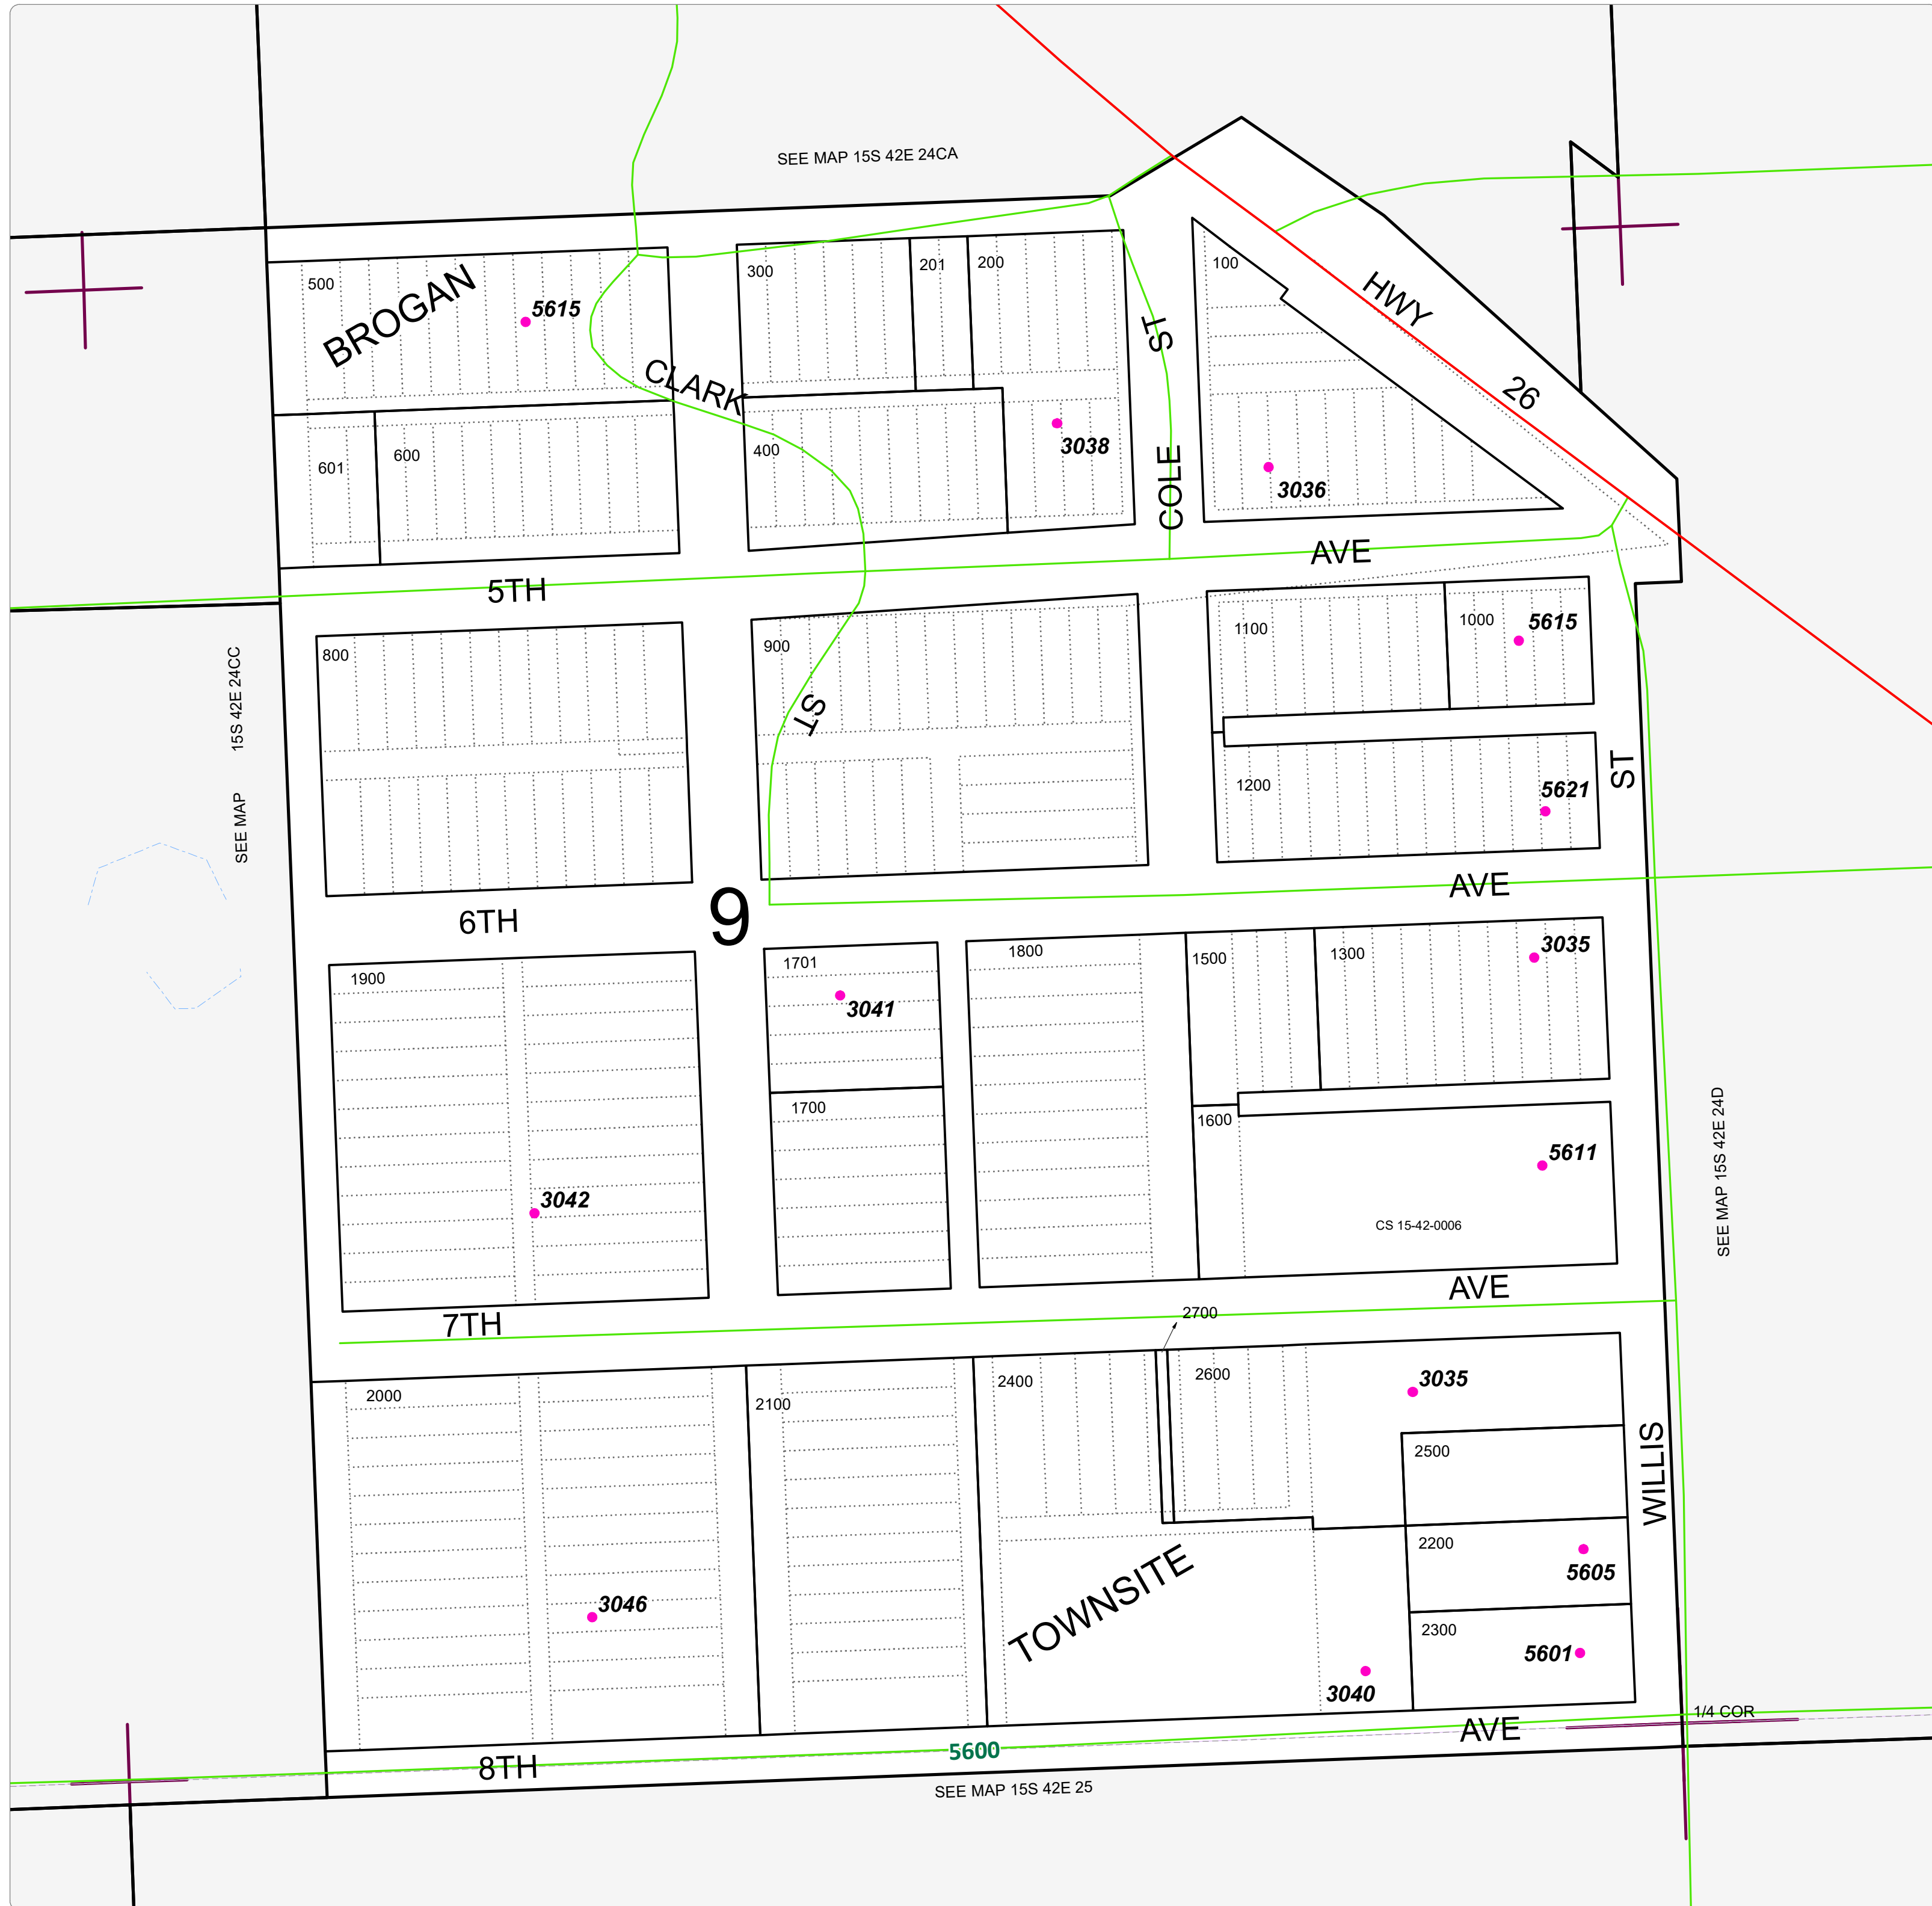 SEE MAP 15S 42E 24CA
BROGAN
500
5615
300
201
200
100
HWY
26
CLARK
ST
COLE
ST
601
600
400
3038
3036
5TH
AVE
800
900
1100
1000
5615
1200
5621
ST
SEE MAP 15S 42E 24CC
6TH
9
AVE
1900
1701
3041
1800
1500
1300
3035
1700
1600
3042
5611
CS 15-42-0006
SEE MAP 15S 42E 24D
7TH
AVE
2700
2000
2100
2400
2600
3035
2500
2200
5605
WILLIS
TOWNSITE
3046
2300
5601
3040
8TH
5600
AVE
1/4 COR
SEE MAP 15S 42E 25